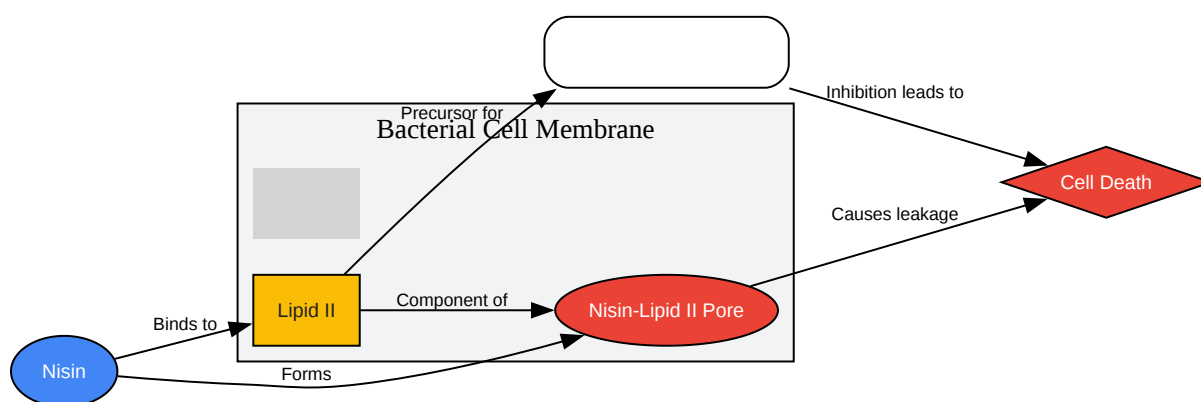 Inhibition leads to
Precursor for
Bacterial Cell Membrane
Cell Death
Causes leakage
Component of
Lipid II
Nisin-Lipid II Pore
Binds to
Nisin
Forms